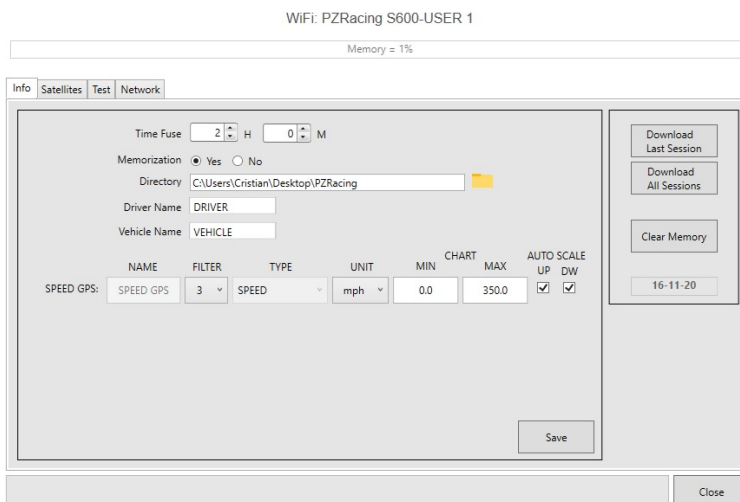 WiFi: PZRacing S600-USER 1
Memory = 1%
Info Satellites Test Network
Time Fuse 2 H 0 M
Memorization Yes No
Directory C:\Users\Cristian\Desktop\PZRacing
Driver Name DRIVER
Vehicle Name VEHICLE
CHART AUTO SCALE
NAME FILTER TYPE UNIT MIN MAX UP DW
SPEED GPS: SPEED GPS 3 SPEED mph 0.0 350.0
Save
Download
Last Session
Download
All Sessions
Clear Memory
16-11-20
Close